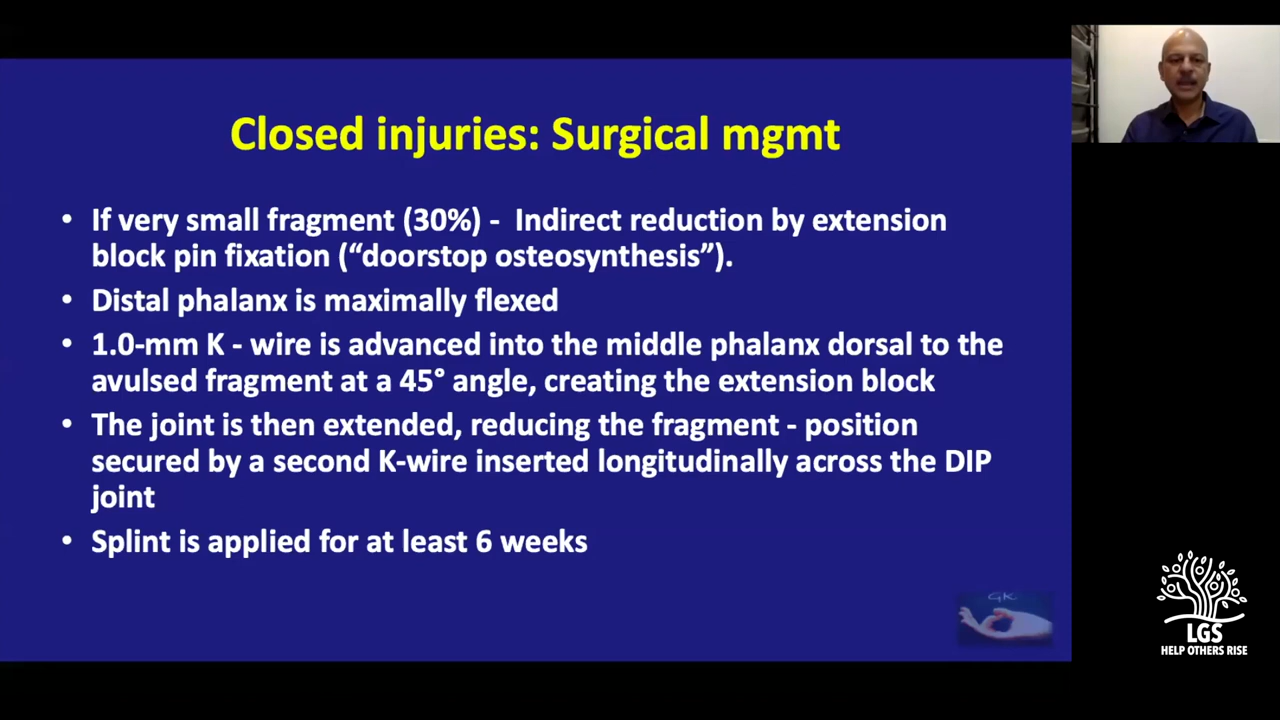 Closed injuries: Surgical mgmt
• If very small fragment (30%) - Indirect reduction by extension
block pin fixation (“doorstop osteosynthesis”).
• Distal phalanx is maximally flexed
• 1.0-mm K - wire is advanced into the middle phalanx dorsal to the
avulsed fragment at a 45° angle, creating the extension block
• The joint is then extended, reducing the fragment - position
secured by a second K-wire inserted longitudinally across the DIP
joint
• Splint is applied for at least 6 weeks
GK
LGS
HELP OTHERS RISE